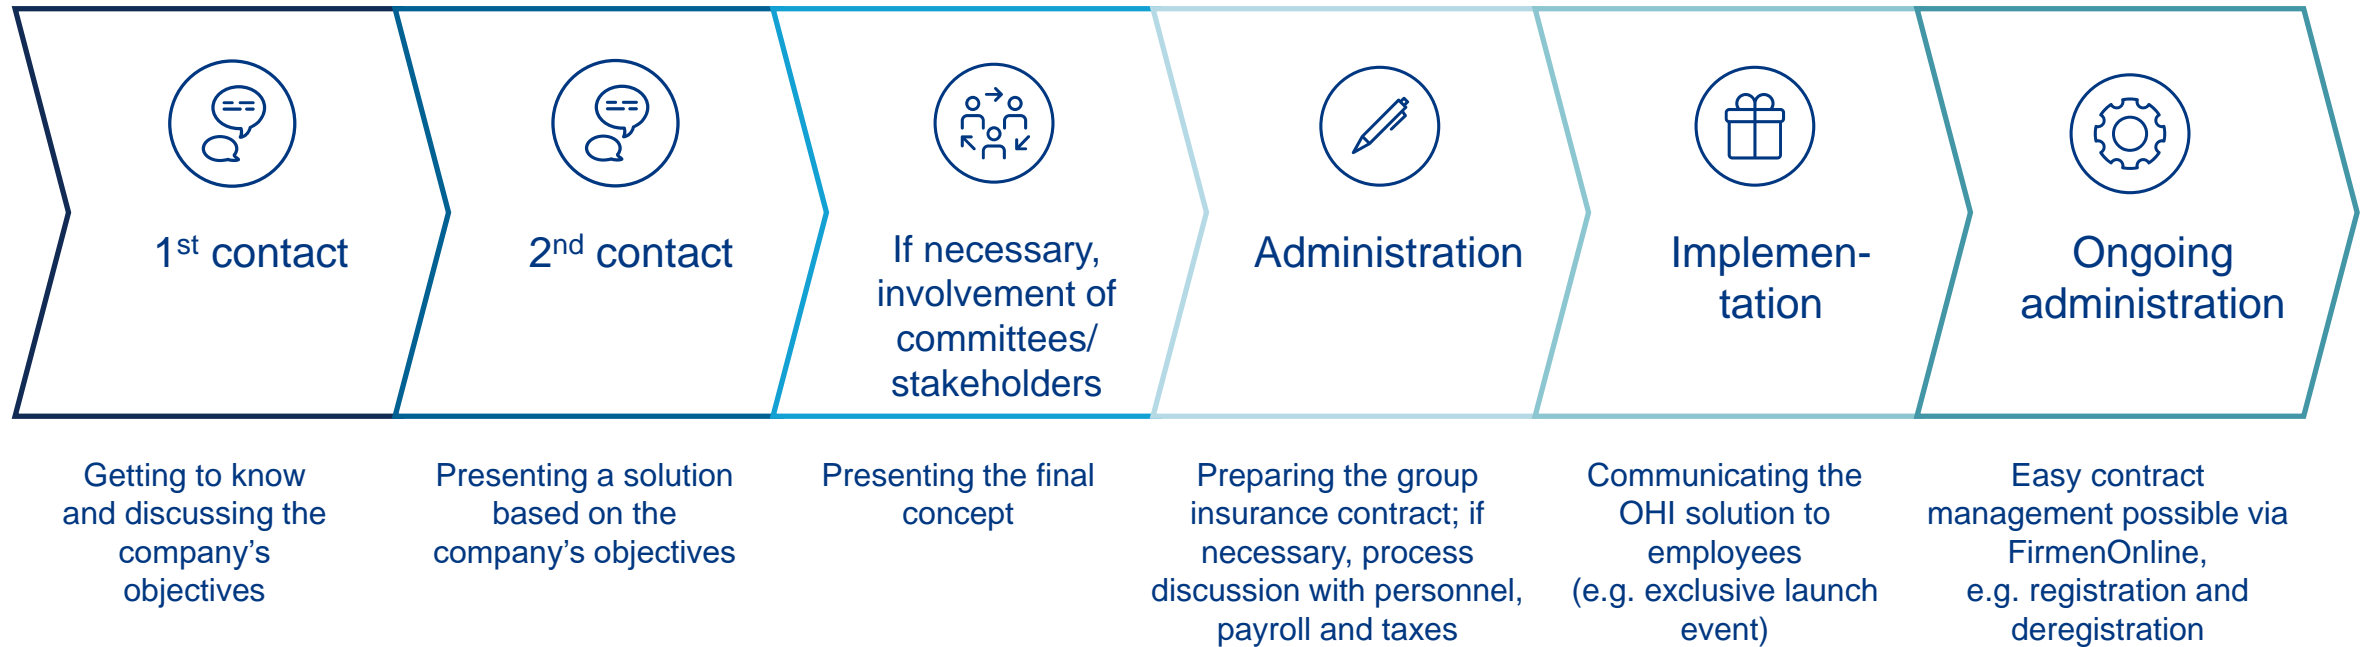 1st contact
Getting to know
and discussing the
company's
objectives
2nd contact
Presenting a solution
based on the
company's objectives
If necessary,
involvement of
committees/
stakeholders
Presenting the final
concept
Administration
Preparing the group
insurance contract; if
necessary, process
discussion with personnel,
payroll and taxes
Implemen-
tation
Communicating the
OHI solution to
employees
(e.g. exclusive launch
event)
Ongoing
administration
Easy contract
management possible via
FirmenOnline,
e.g. registration and
deregistration